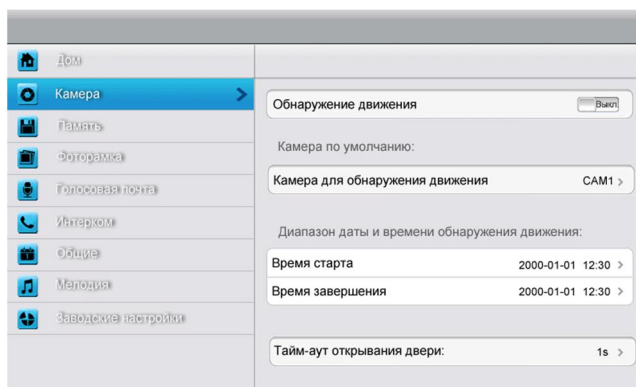 Дом
Камера
Память
Фоторамка
Голосовая почта
Интерком
Общие
Мелодия
Заводские настройки
Обнаружение движения Выкл
Камера по умолчанию:
Камера для обнаружения движения CAM1
Диапазон даты и времени обнаружения движения:
Время старта 2000-01-01 12:30
Время завершения 2000-01-01 12:30
Тайм-аут открывания двери: 1s